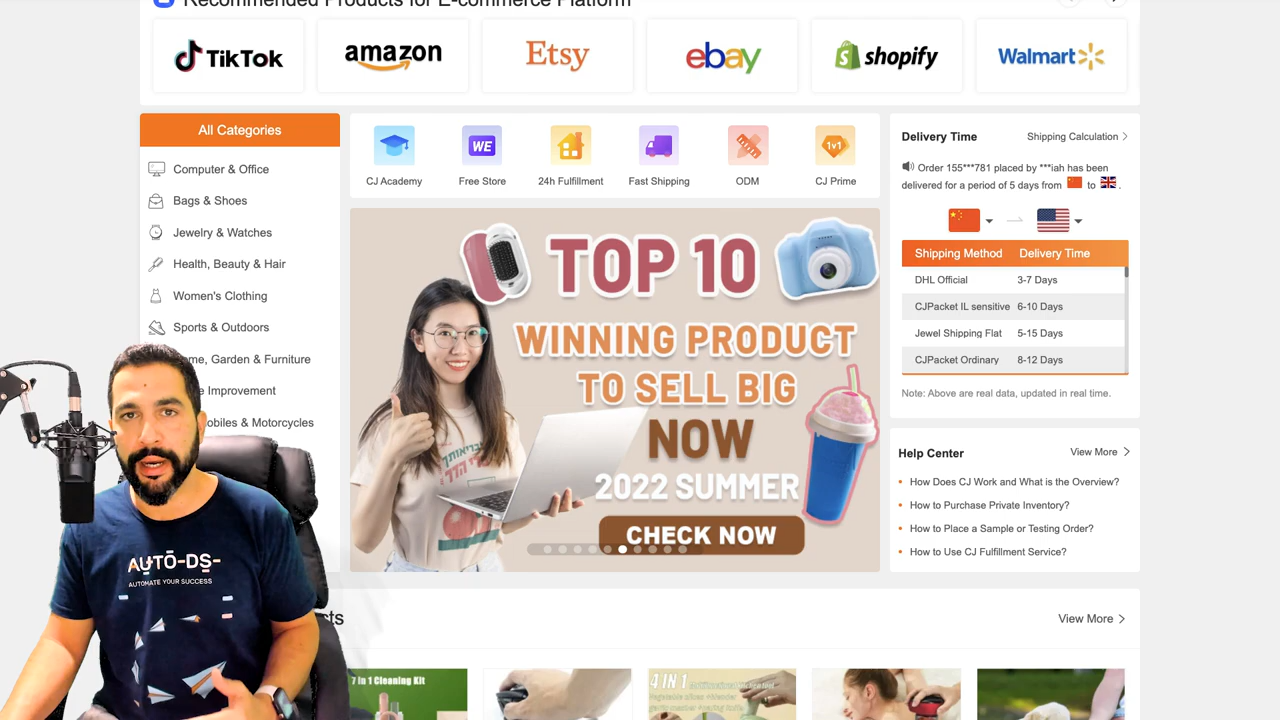 Recommended Products for E-commerce Platform
TikTok
amazon
Etsy
ebay
shopify
Walmart
All Categories
Computer & Office
Bags & Shoes
Jewelry & Watches
Health, Beauty & Hair
Women's Clothing
Sports & Outdoors
me, Garden & Furniture
e Improvement
obiles & Motorcycles
CJ Academy
WE
Free Store
24h Fulfillment
Fast Shipping
ODM
1v1
CJ Prime
TOP 10
WINNING PRODUCT
TO SELL BIG
NOW
2022 SUMMER
CHECK NOW
Delivery Time
Shipping Calculation
Order 155***781 placed by ***iah has been
delivered for a period of 5 days from to .
Shipping Method Delivery Time
DHL Official 3-7 Days
CJPacket IL sensitive 6-10 Days
Jewel Shipping Flat 5-15 Days
CJPacket Ordinary 8-12 Days
Note: Above are real data, updated in real time.
Help Center
View More
How Does CJ Work and What is the Overview?
How to Purchase Private Inventory?
How to Place a Sample or Testing Order?
How to Use CJ Fulfillment Service?
AUTO-DS-
AUTOMATE YOUR SUCCESS
cts
View More
7 in 1 Cleaning Kit
4 IN 1